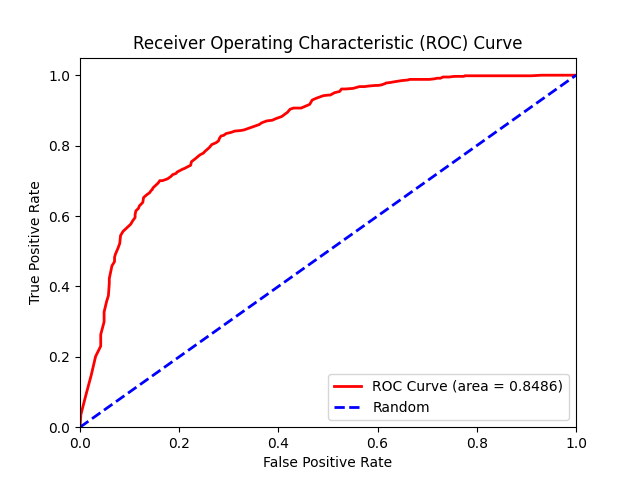 Receiver Operating Characteristic (ROC) Curve
True Positive Rate
1.0
0.8
0.6
0.4
0.2
0.0
ROC Curve (area = 0.8486)
Random
0.0 0.2 0.4 0.6 0.8 1.0
False Positive Rate